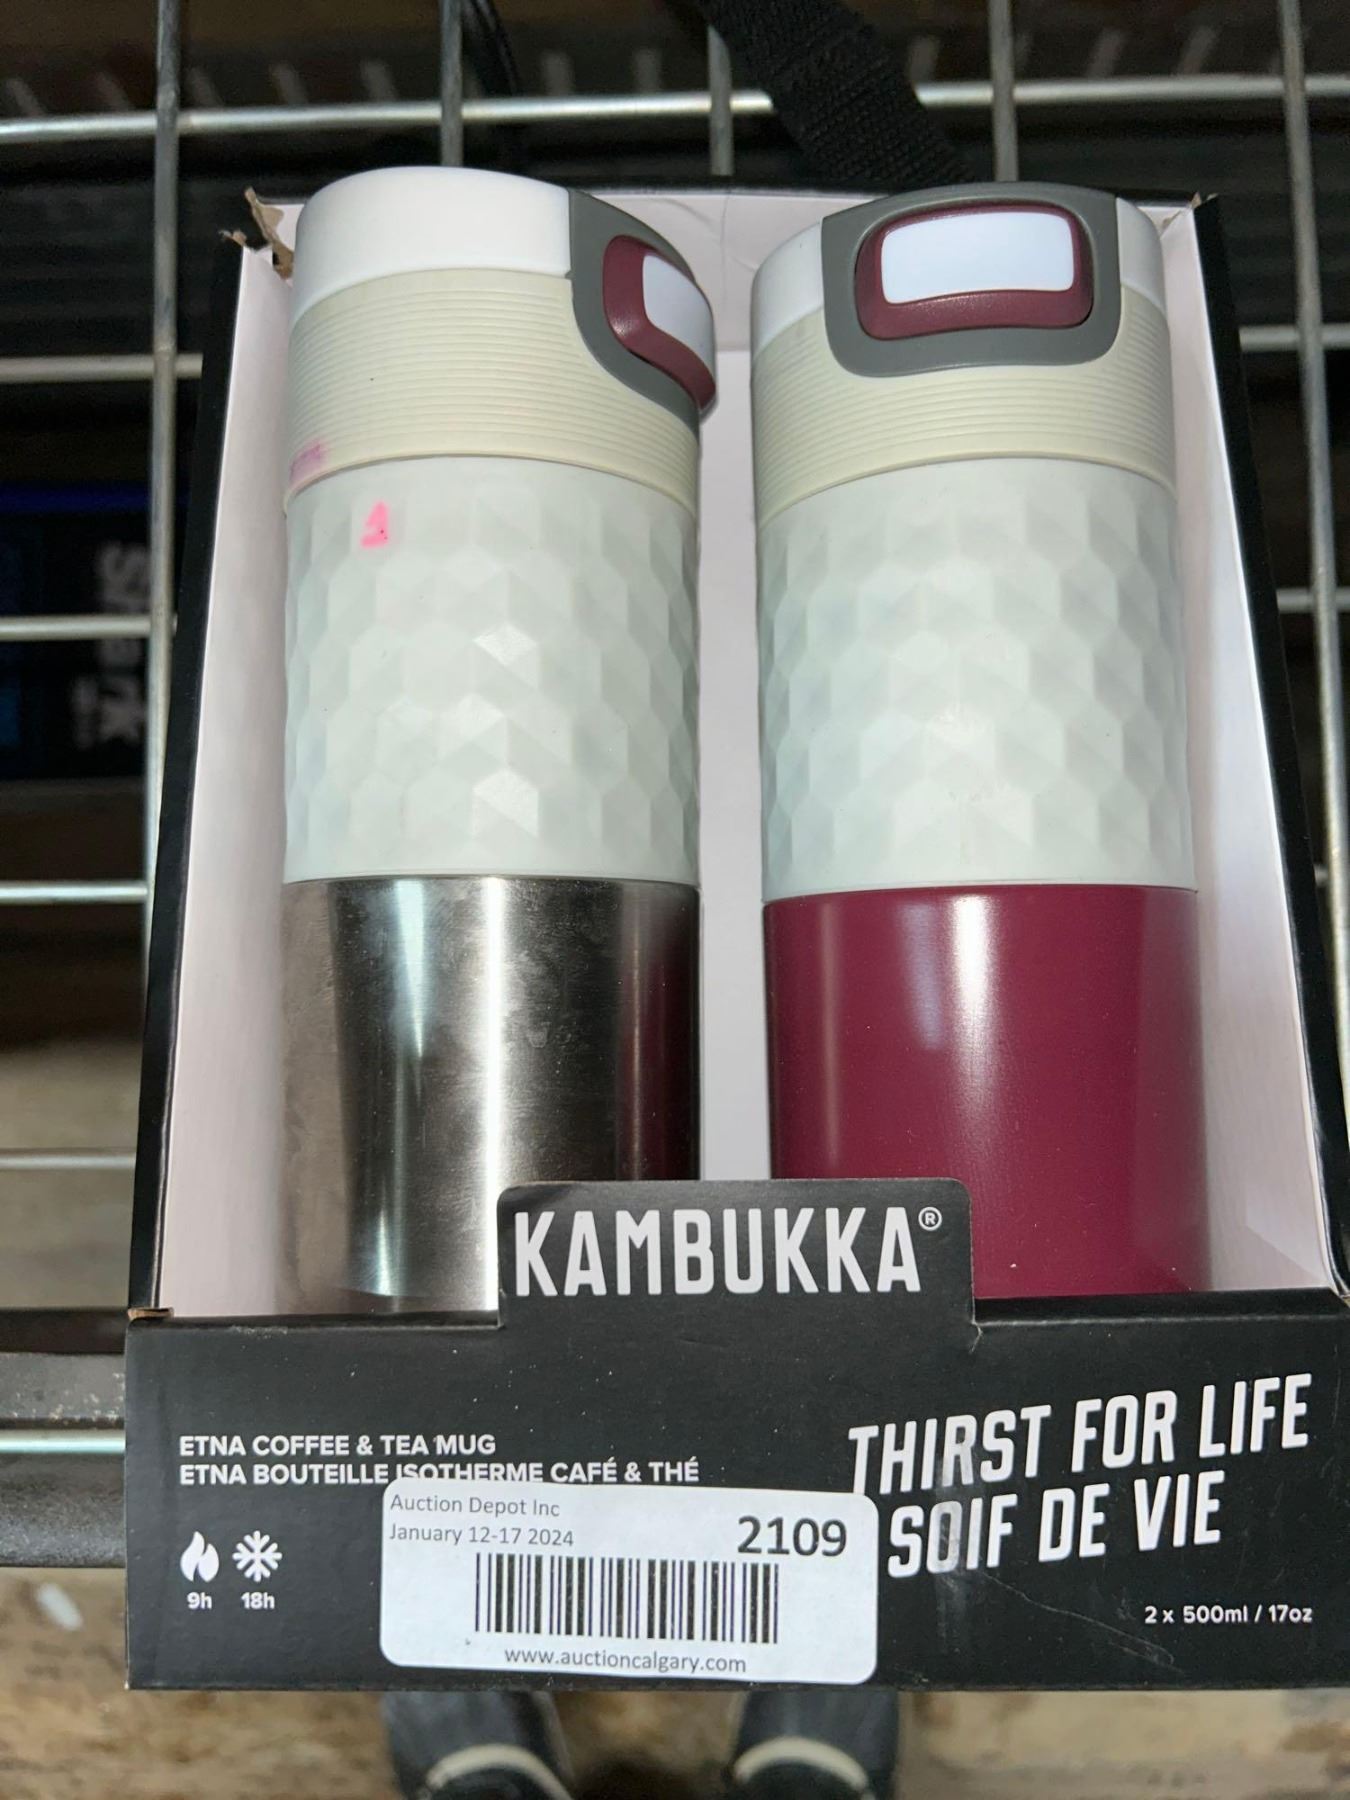 KAMBUKKA®
ETNA COFFEE & TEA MUG
ETNA BOUTEILLE ISOTHERME CAFÉ & THÉ
THIRST FOR LIFE
SOIF DE VIE
9h 18h
2 x 500ml / 17oz
Auction Depot Inc
January 12-17 2024
2109
www.auctioncalgary.com